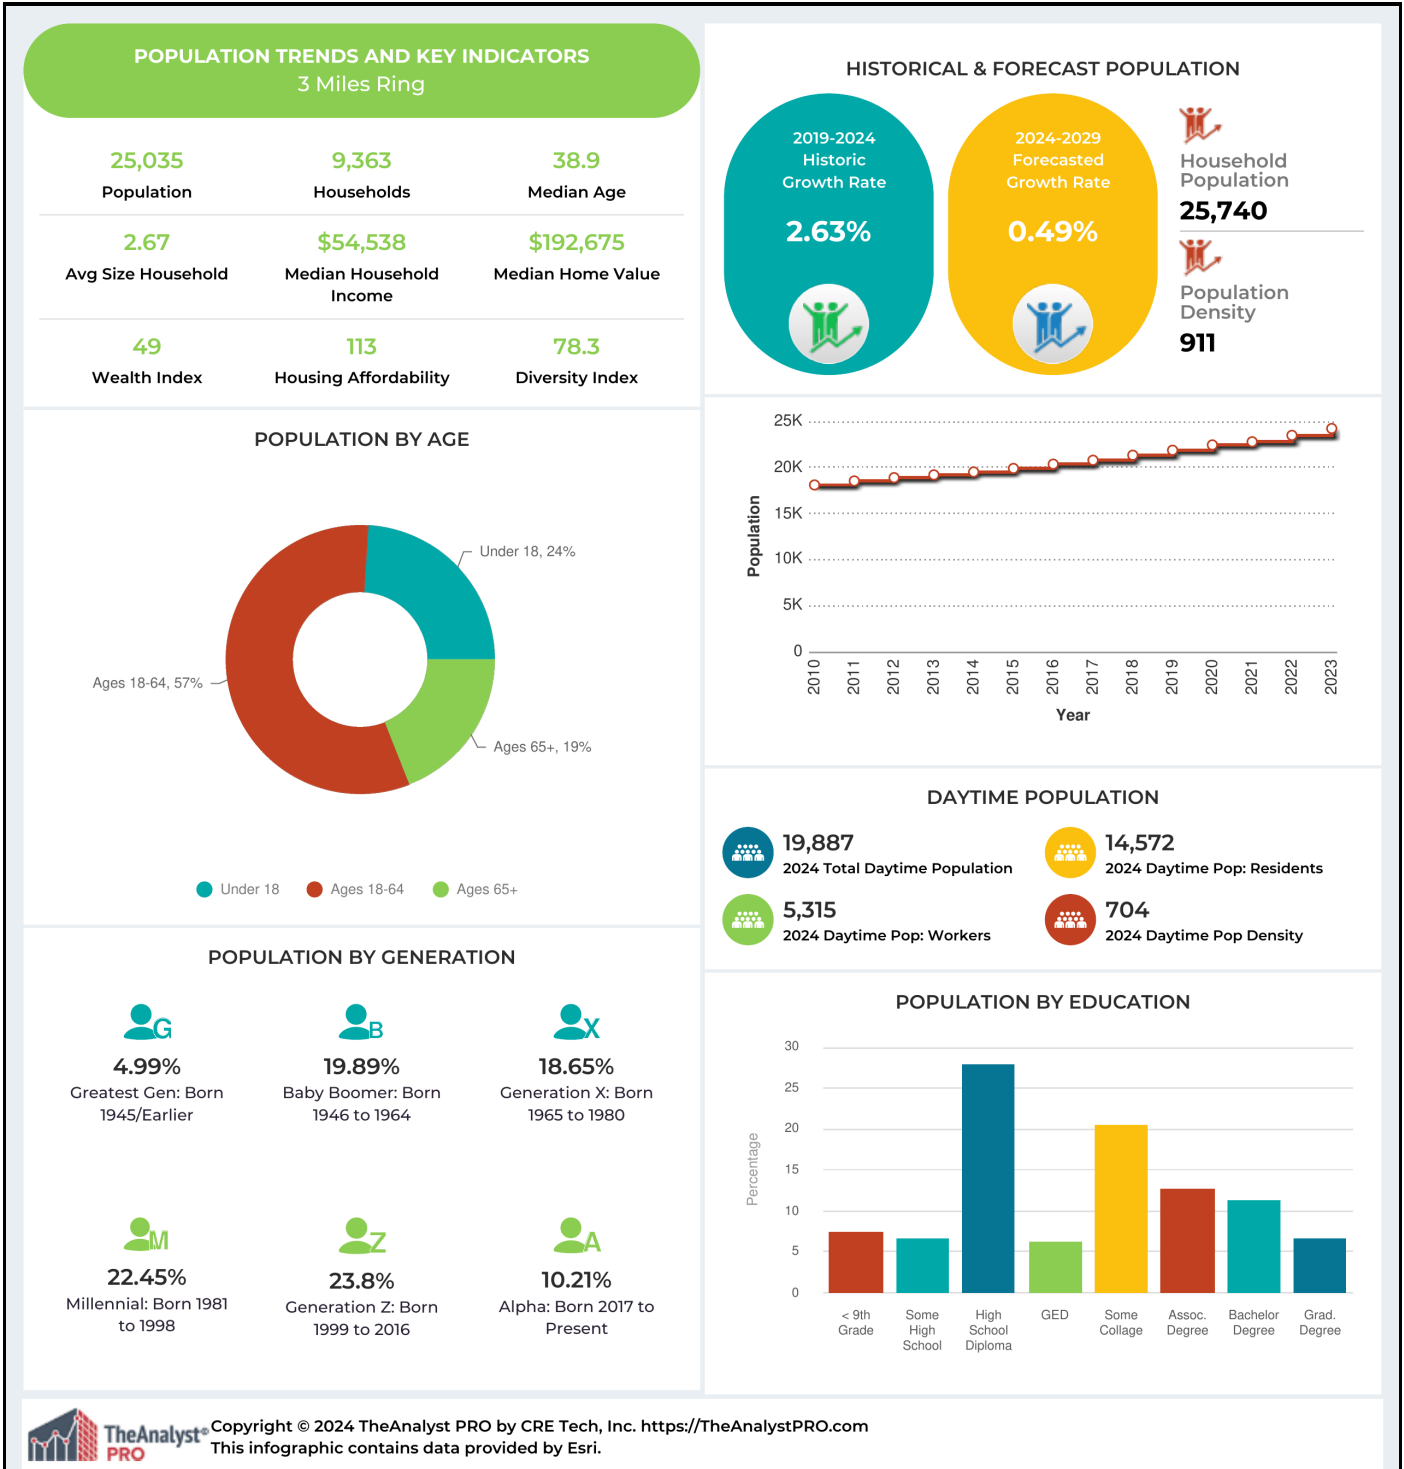 POPULATION TRENDS AND KEY INDICATORS
3 Miles Ring
25,035
Population
9,363
Households
38.9
Median Age
2.67
Avg Size Household
$54,538
Median Household
Income
$192,675
Median Home Value
49
Wealth Index
113
Housing Affordability
78.3
Diversity Index
HISTORICAL & FORECAST POPULATION
2019-2024
Historic
Growth Rate
2.63%
2024-2029
Forecasted
Growth Rate
0.49%
Household
Population
25,740
Population
Density
911
POPULATION BY AGE
Under 18, 24%
Ages 18-64, 57%
Ages 65+, 19%
Under 18
Ages 18-64
Ages 65+
Population
25K
20K
15K
10K
5K
0
2010
2011
2012
2013
2014
2015
2016
2017
2018
2019
2020
2021
2022
2023
Year
DAYTIME POPULATION
19,887
2024 Total Daytime Population
14,572
2024 Daytime Pop: Residents
5,315
2024 Daytime Pop: Workers
704
2024 Daytime Pop Density
POPULATION BY GENERATION
G
4.99%
Greatest Gen: Born
1945/Earlier
B
19.89%
Baby Boomer: Born
1946 to 1964
X
18.65%
Generation X: Born
1965 to 1980
M
22.45%
Millennial: Born 1981
to 1998
Z
23.8%
Generation Z: Born
1999 to 2016
A
10.21%
Alpha: Born 2017 to
Present
POPULATION BY EDUCATION
Percentage
30
25
20
15
10
5
0
< 9th
Grade
Some
High
School
High
School
Diploma
GED
Some
Collage
Assoc.
Degree
Bachelor
Degree
Grad.
Degree
TheAnalyst®
PRO
Copyright © 2024 TheAnalyst PRO by CRE Tech, Inc. https://TheAnalystPRO.com
This infographic contains data provided by Esri.